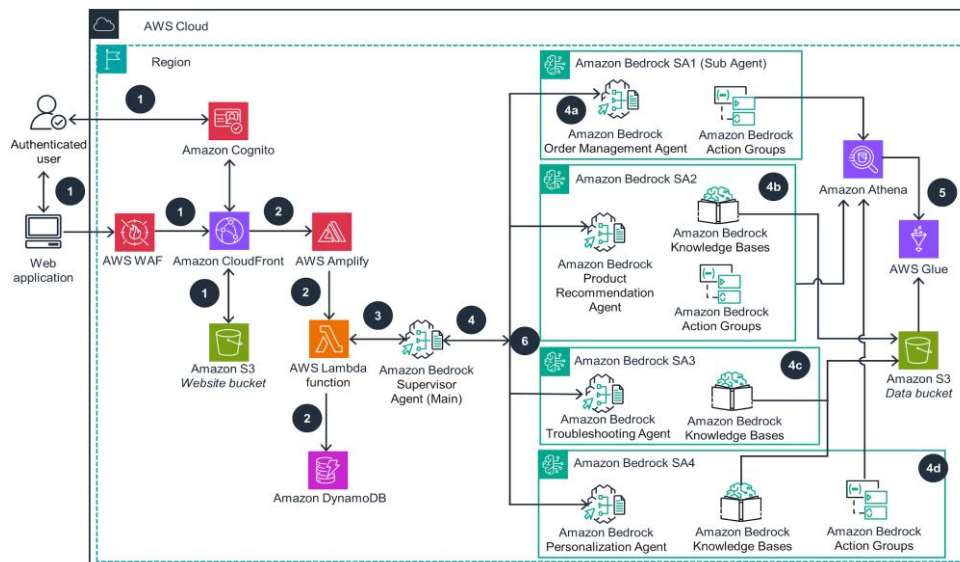 AWS Cloud
Region
1
Authenticated
user
Amazon Cognito
1
Web
application
AWS WAF
1
Amazon CloudFront
2
AWS Amplify
1
Amazon S3
Website bucket
2
AWS Lambda
function
3
Amazon Bedrock
Supervisor
Agent (Main)
4
6
2
Amazon DynamoDB
Amazon Bedrock SA1 (Sub Agent)
4a
Amazon Bedrock
Order Management Agent
Amazon Bedrock
Action Groups
Amazon Bedrock SA2
4b
Amazon Bedrock
Product
Recommendation
Agent
Amazon Bedrock
Knowledge Bases
Amazon Bedrock
Action Groups
Amazon Bedrock SA3
4c
Amazon Bedrock
Troubleshooting Agent
Amazon Bedrock
Knowledge Bases
Amazon Bedrock SA4
4d
Amazon Bedrock
Personalization Agent
Amazon Bedrock
Knowledge Bases
Amazon Bedrock
Action Groups
Amazon Athena
5
AWS Glue
Amazon S3
Data bucket